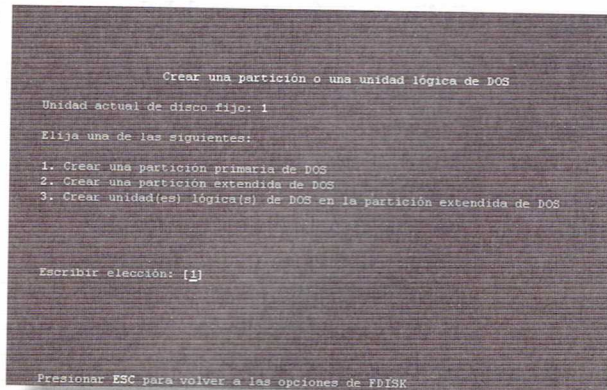 Crear una partición o una unidad lógica de DOS
Unidad actual de disco fijo: 1
Elija una de las siguientes:
1. Crear una partición primaria de DOS
2. Crear una partición extendida de DOS
3. Crear unidad(es) lógica(s) de DOS en la partición extendida de DOS
Escribir elección: [1]
Presionar ESC para volver a las opciones de FDISK